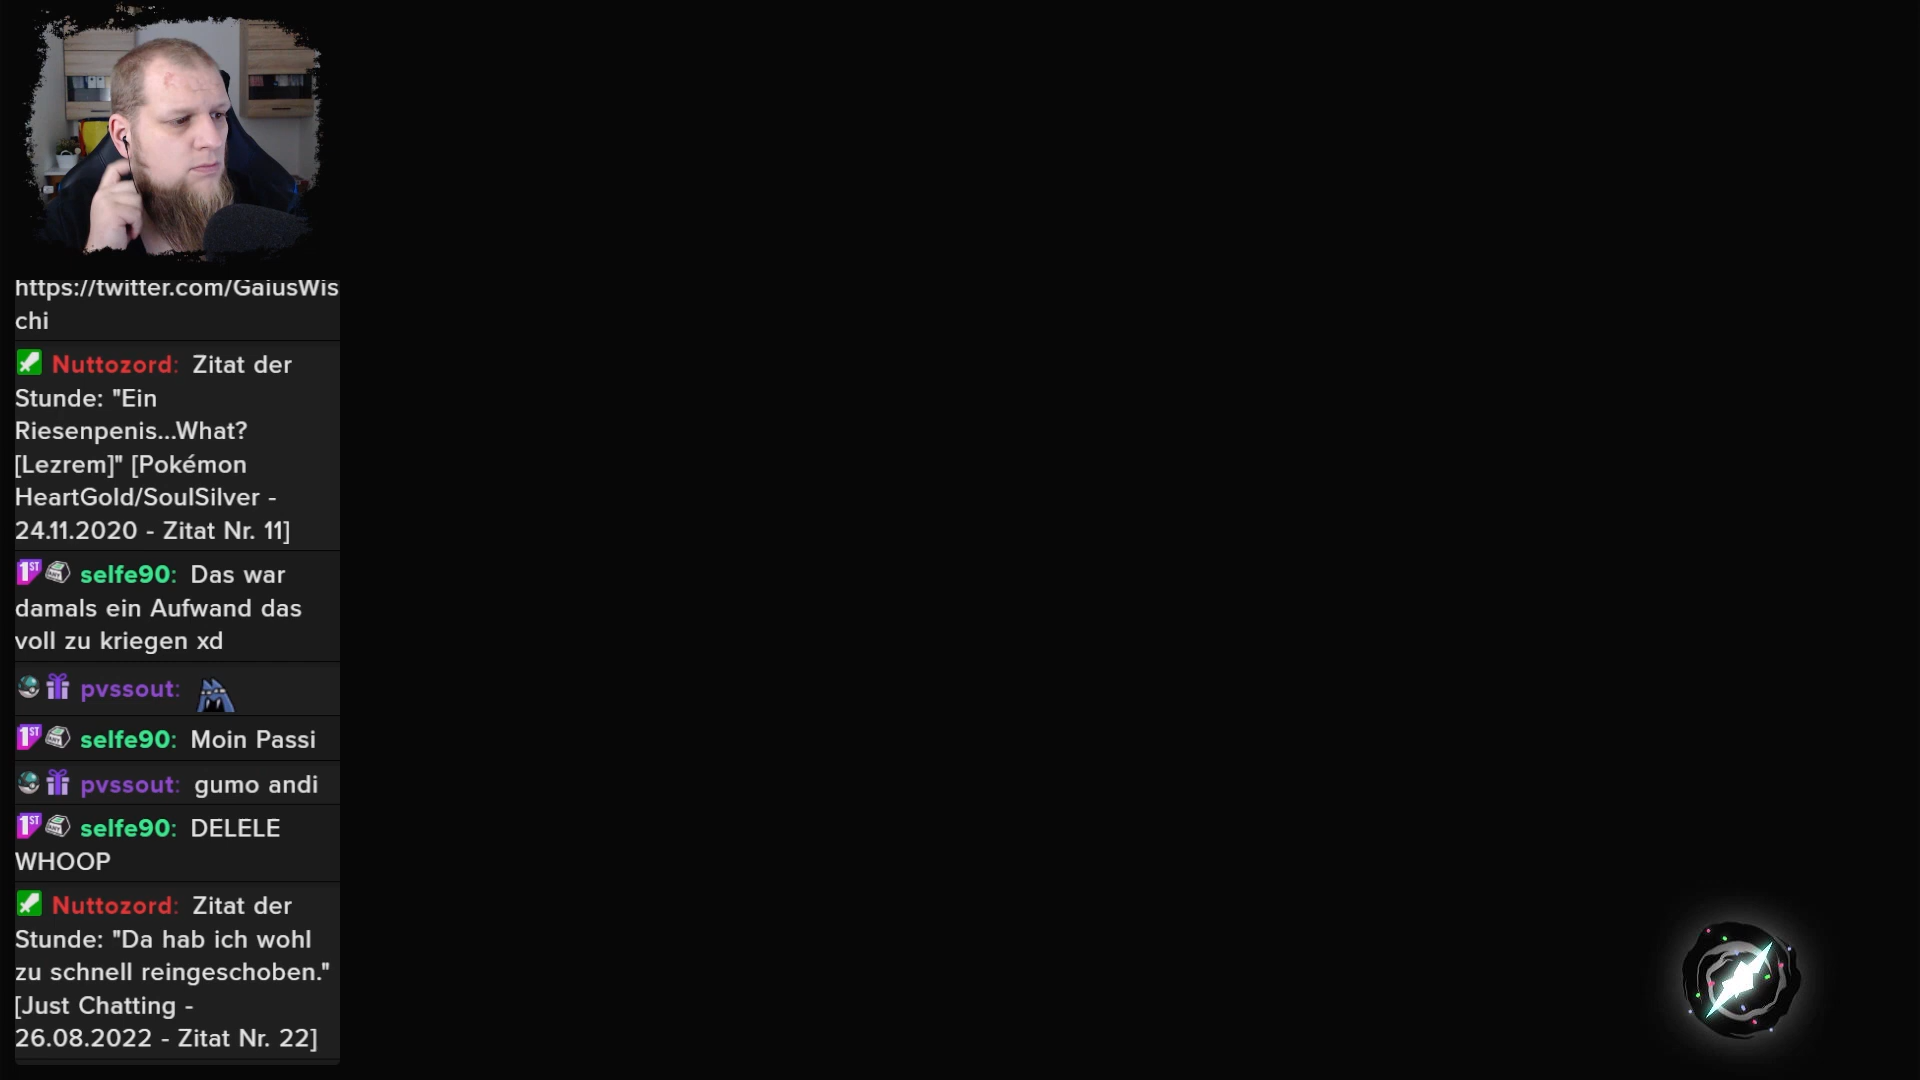 https://twitter.com/GaiusWis
chi
Nuttozord: Zitat der
Stunde: "Ein
Riesenpenis...What?
[Lezrem]" [Pokémon
HeartGold/SoulSilver -
24.11.2020 - Zitat Nr. 11]
1ST selfe90: Das war
damals ein Aufwand das
voll zu kriegen xd
pvssout:
1ST selfe90: Moin Passi
pvssout: gumo andi
1ST selfe90: DELELE
WHOOP
Nuttozord: Zitat der
Stunde: "Da hab ich wohl
zu schnell reingeschoben."
[Just Chatting -
26.08.2022 - Zitat Nr. 22]